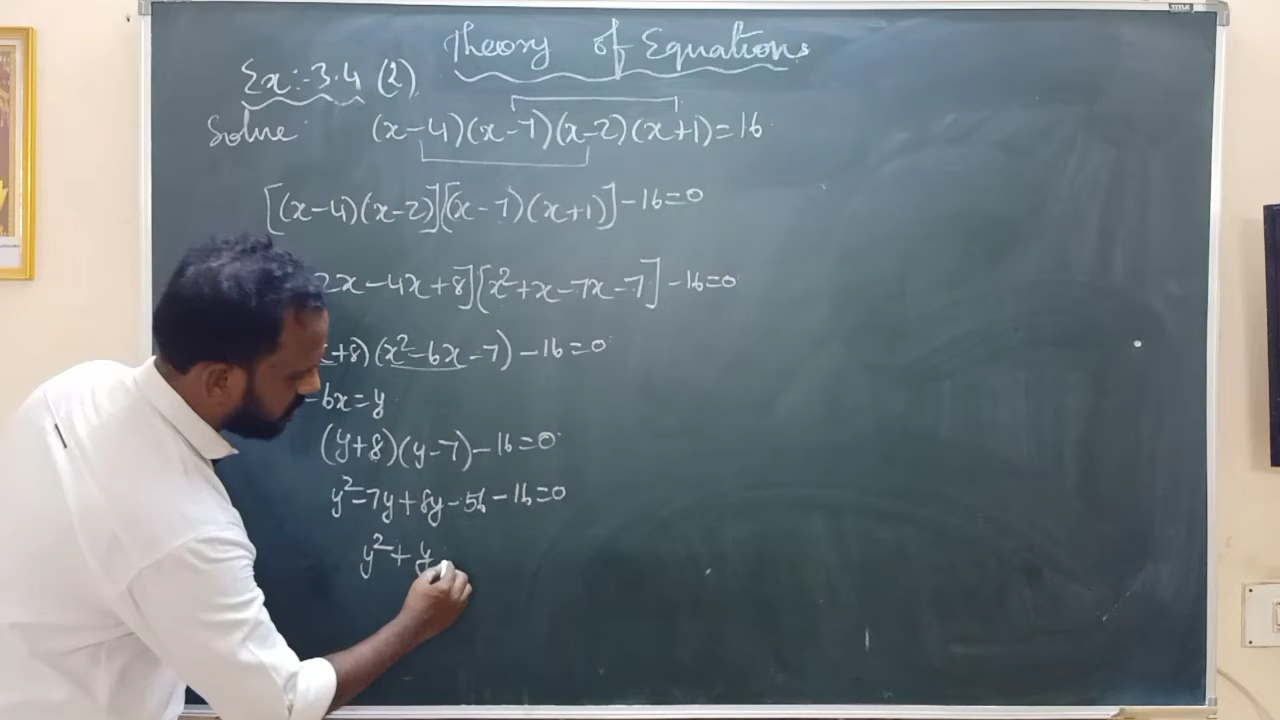 Theory of Equations
Ex:-3.4 (2)
Solve (x-4)(x-7)(x-2)(x+1)=16
[(x-4)(x-2)][(x-7)(x+1)]-16=0
2x-4x+8][x²+x-7x-7]-16=0
+8)(x²-6x-7)-16=0
-6x=y
(y+8)(y-7)-16=0
y²-7y+8y-56-16=0
y²+y